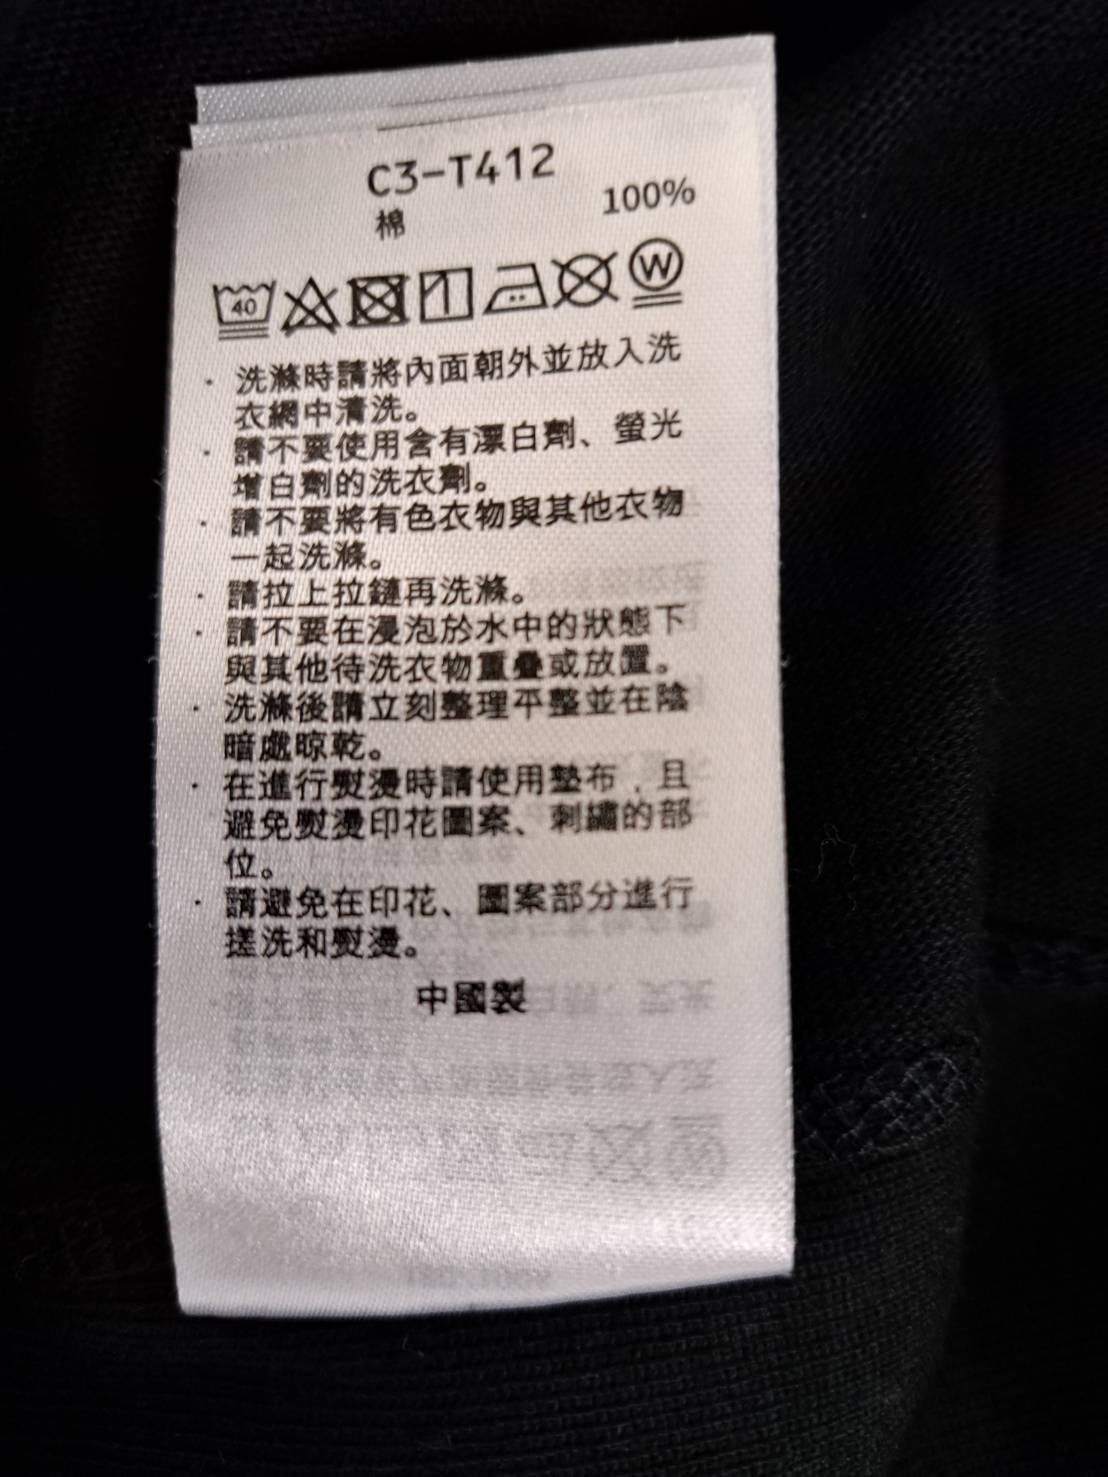 C3-T412
棉 100%
40 W
· 洗滌時請將內面朝外並放入洗
衣網中清洗。
· 請不要使用含有漂白劑、螢光
增白劑的洗衣劑。
· 請不要將有色衣物與其他衣物
一起洗滌。
· 請拉上拉鏈再洗滌。
· 請不要在浸泡於水中的狀態下
與其他待洗衣物重疊或放置。
· 洗滌後請立刻整理平整並在陰
暗處晾乾。
· 在進行熨燙時請使用墊布，且
避免熨燙印花圖案、刺繡的部
位。
· 請避免在印花、圖案部分進行
搓洗和熨燙。
中國製